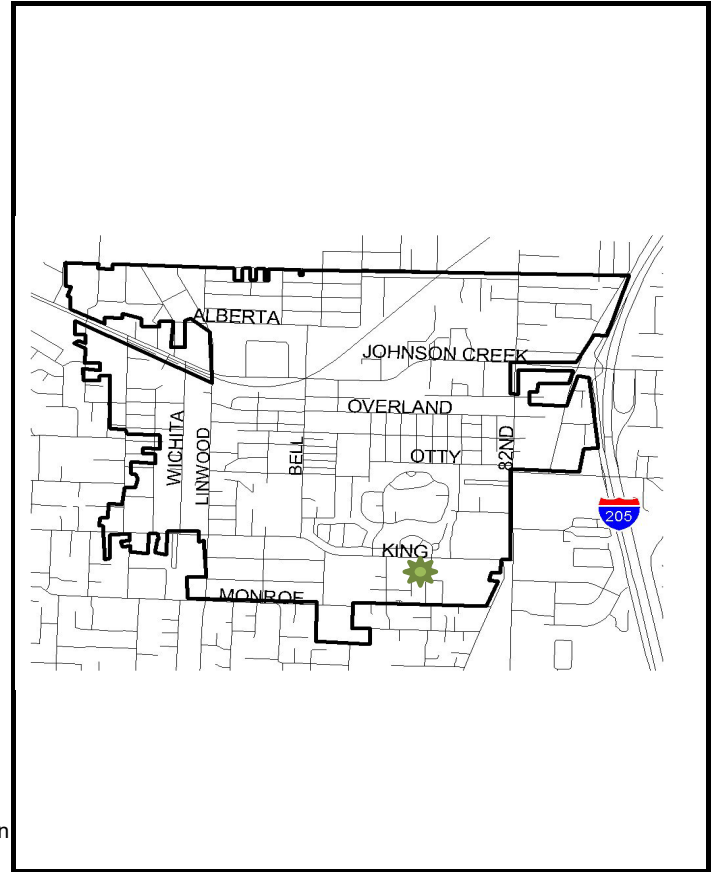 ALBERTA
JOHNSON CREEK
OVERLAND
WICHITA
LINWOOD
BELL
OTTY
82ND
205
KING
MONROE
n